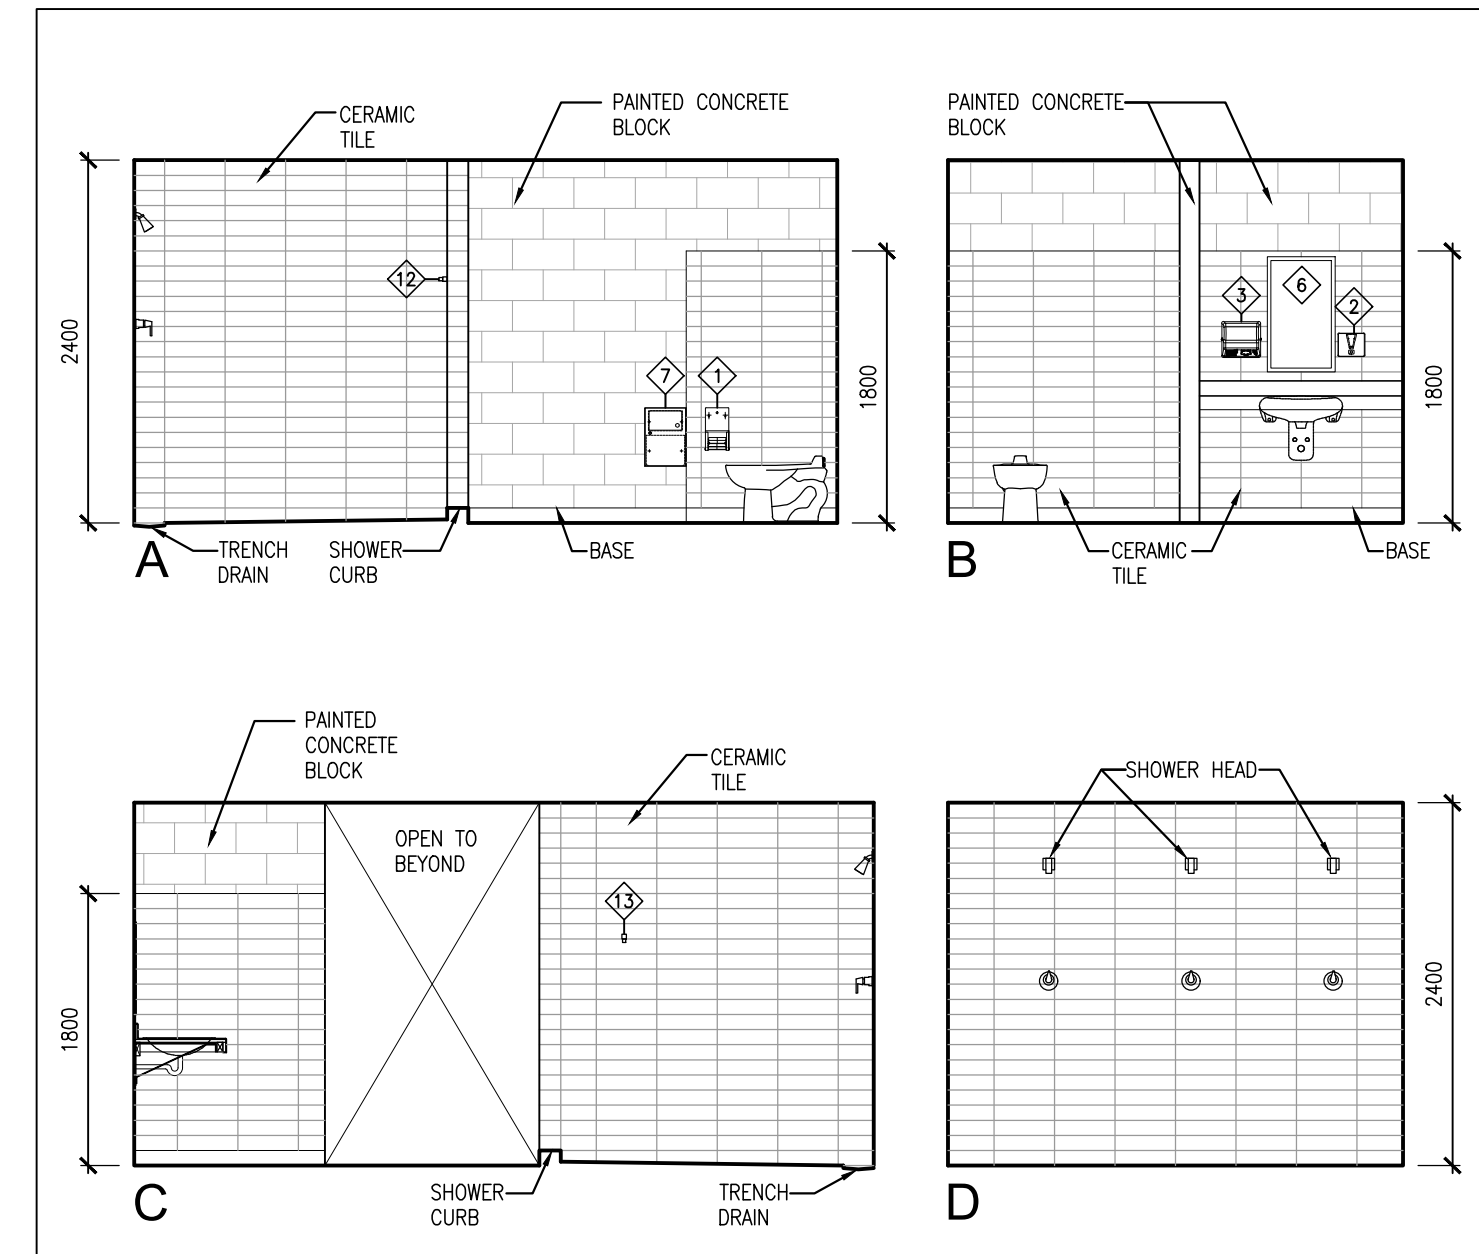 CERAMIC
TILE
PAINTED CONCRETE
BLOCK
2400
12
7
1
1800
TRENCH
DRAIN
SHOWER
CURB
BASE
A
PAINTED CONCRETE
BLOCK
3
6
2
1800
CERAMIC
TILE
BASE
B
PAINTED
CONCRETE
BLOCK
OPEN TO
BEYOND
CERAMIC
TILE
13
1800
SHOWER
CURB
TRENCH
DRAIN
C
SHOWER HEAD
2400
D